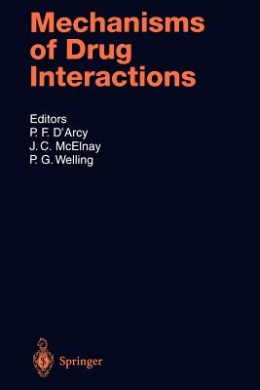 Mechanisms
of Drug
Interactions
Editors
P. F. D'Arcy
J. C. McElnay
P. G. Welling
Springer